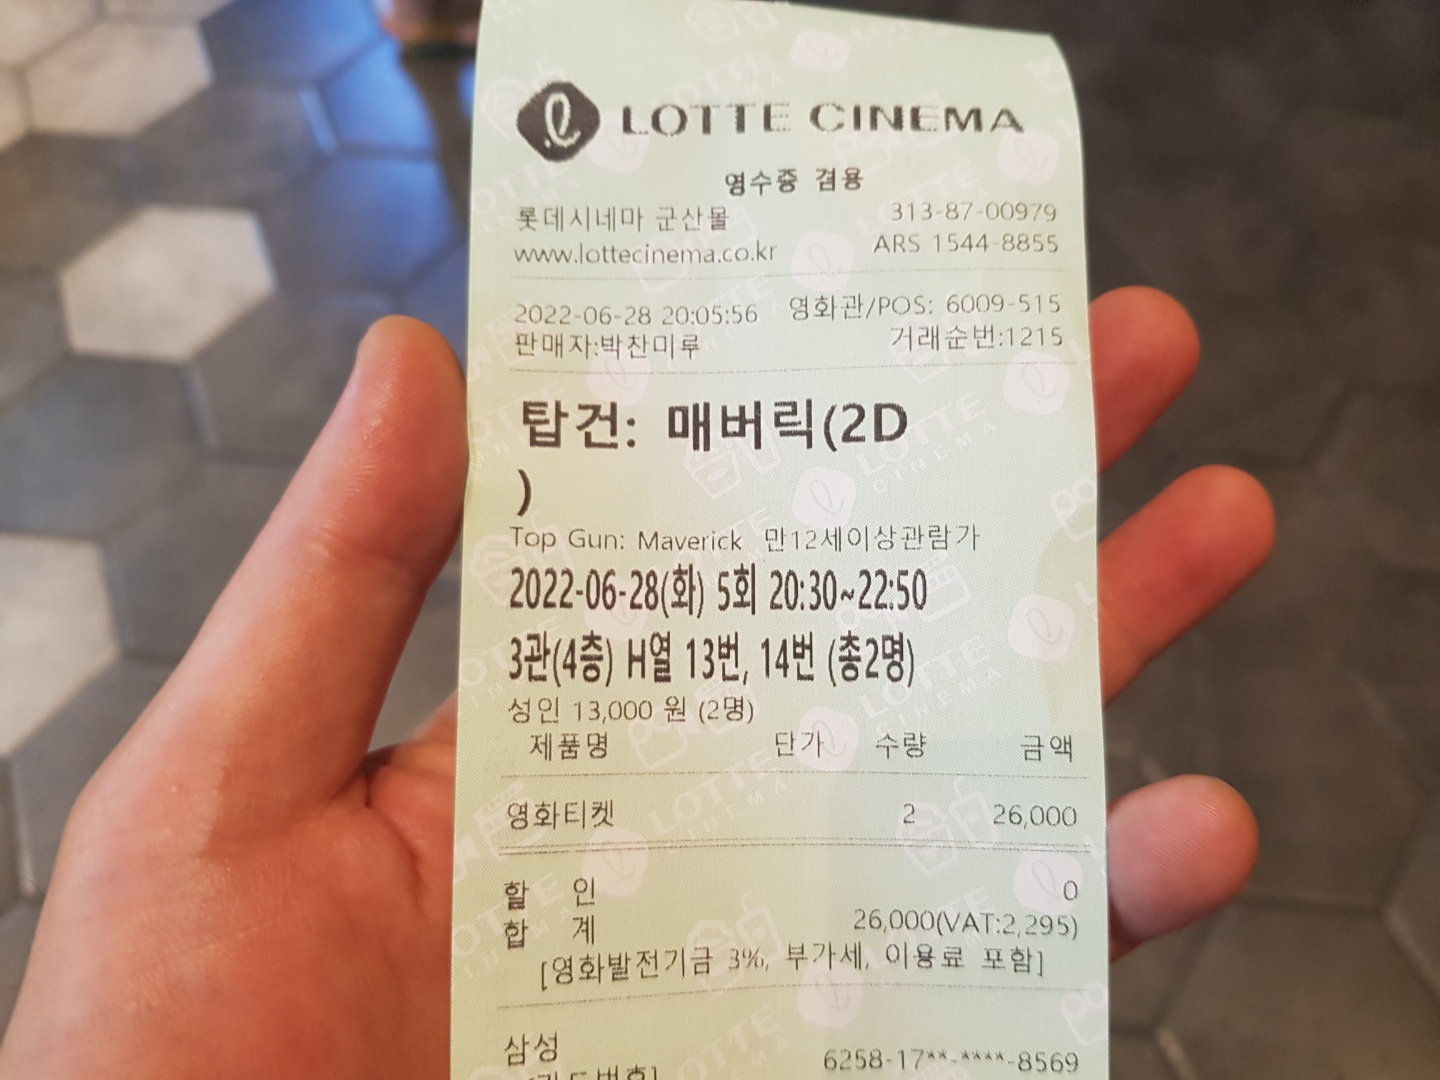 LOTTE CINEMA
영수증 겸용
롯데시네마 군산몰 313-87-00979
www.lottecinema.co.kr ARS 1544-8855
2022-06-28 20:05:56 영화관/POS: 6009-515
판매자:박찬미루 거래순번:1215
탑건: 매버릭(2D
)
Top Gun: Maverick 만12세이상관람가
2022-06-28(화) 5회 20:30~22:50
3관(4층) H열 13번, 14번 (총2명)
성인 13,000 원 (2명)
제품명 단가 수량 금액
영화티켓 2 26,000
할 인 0
합 계 26,000(VAT:2,295)
[영화발전기금 3%, 부가세, 이용료 포함]
삼성 6258-17**-****-8569
[카드번호]